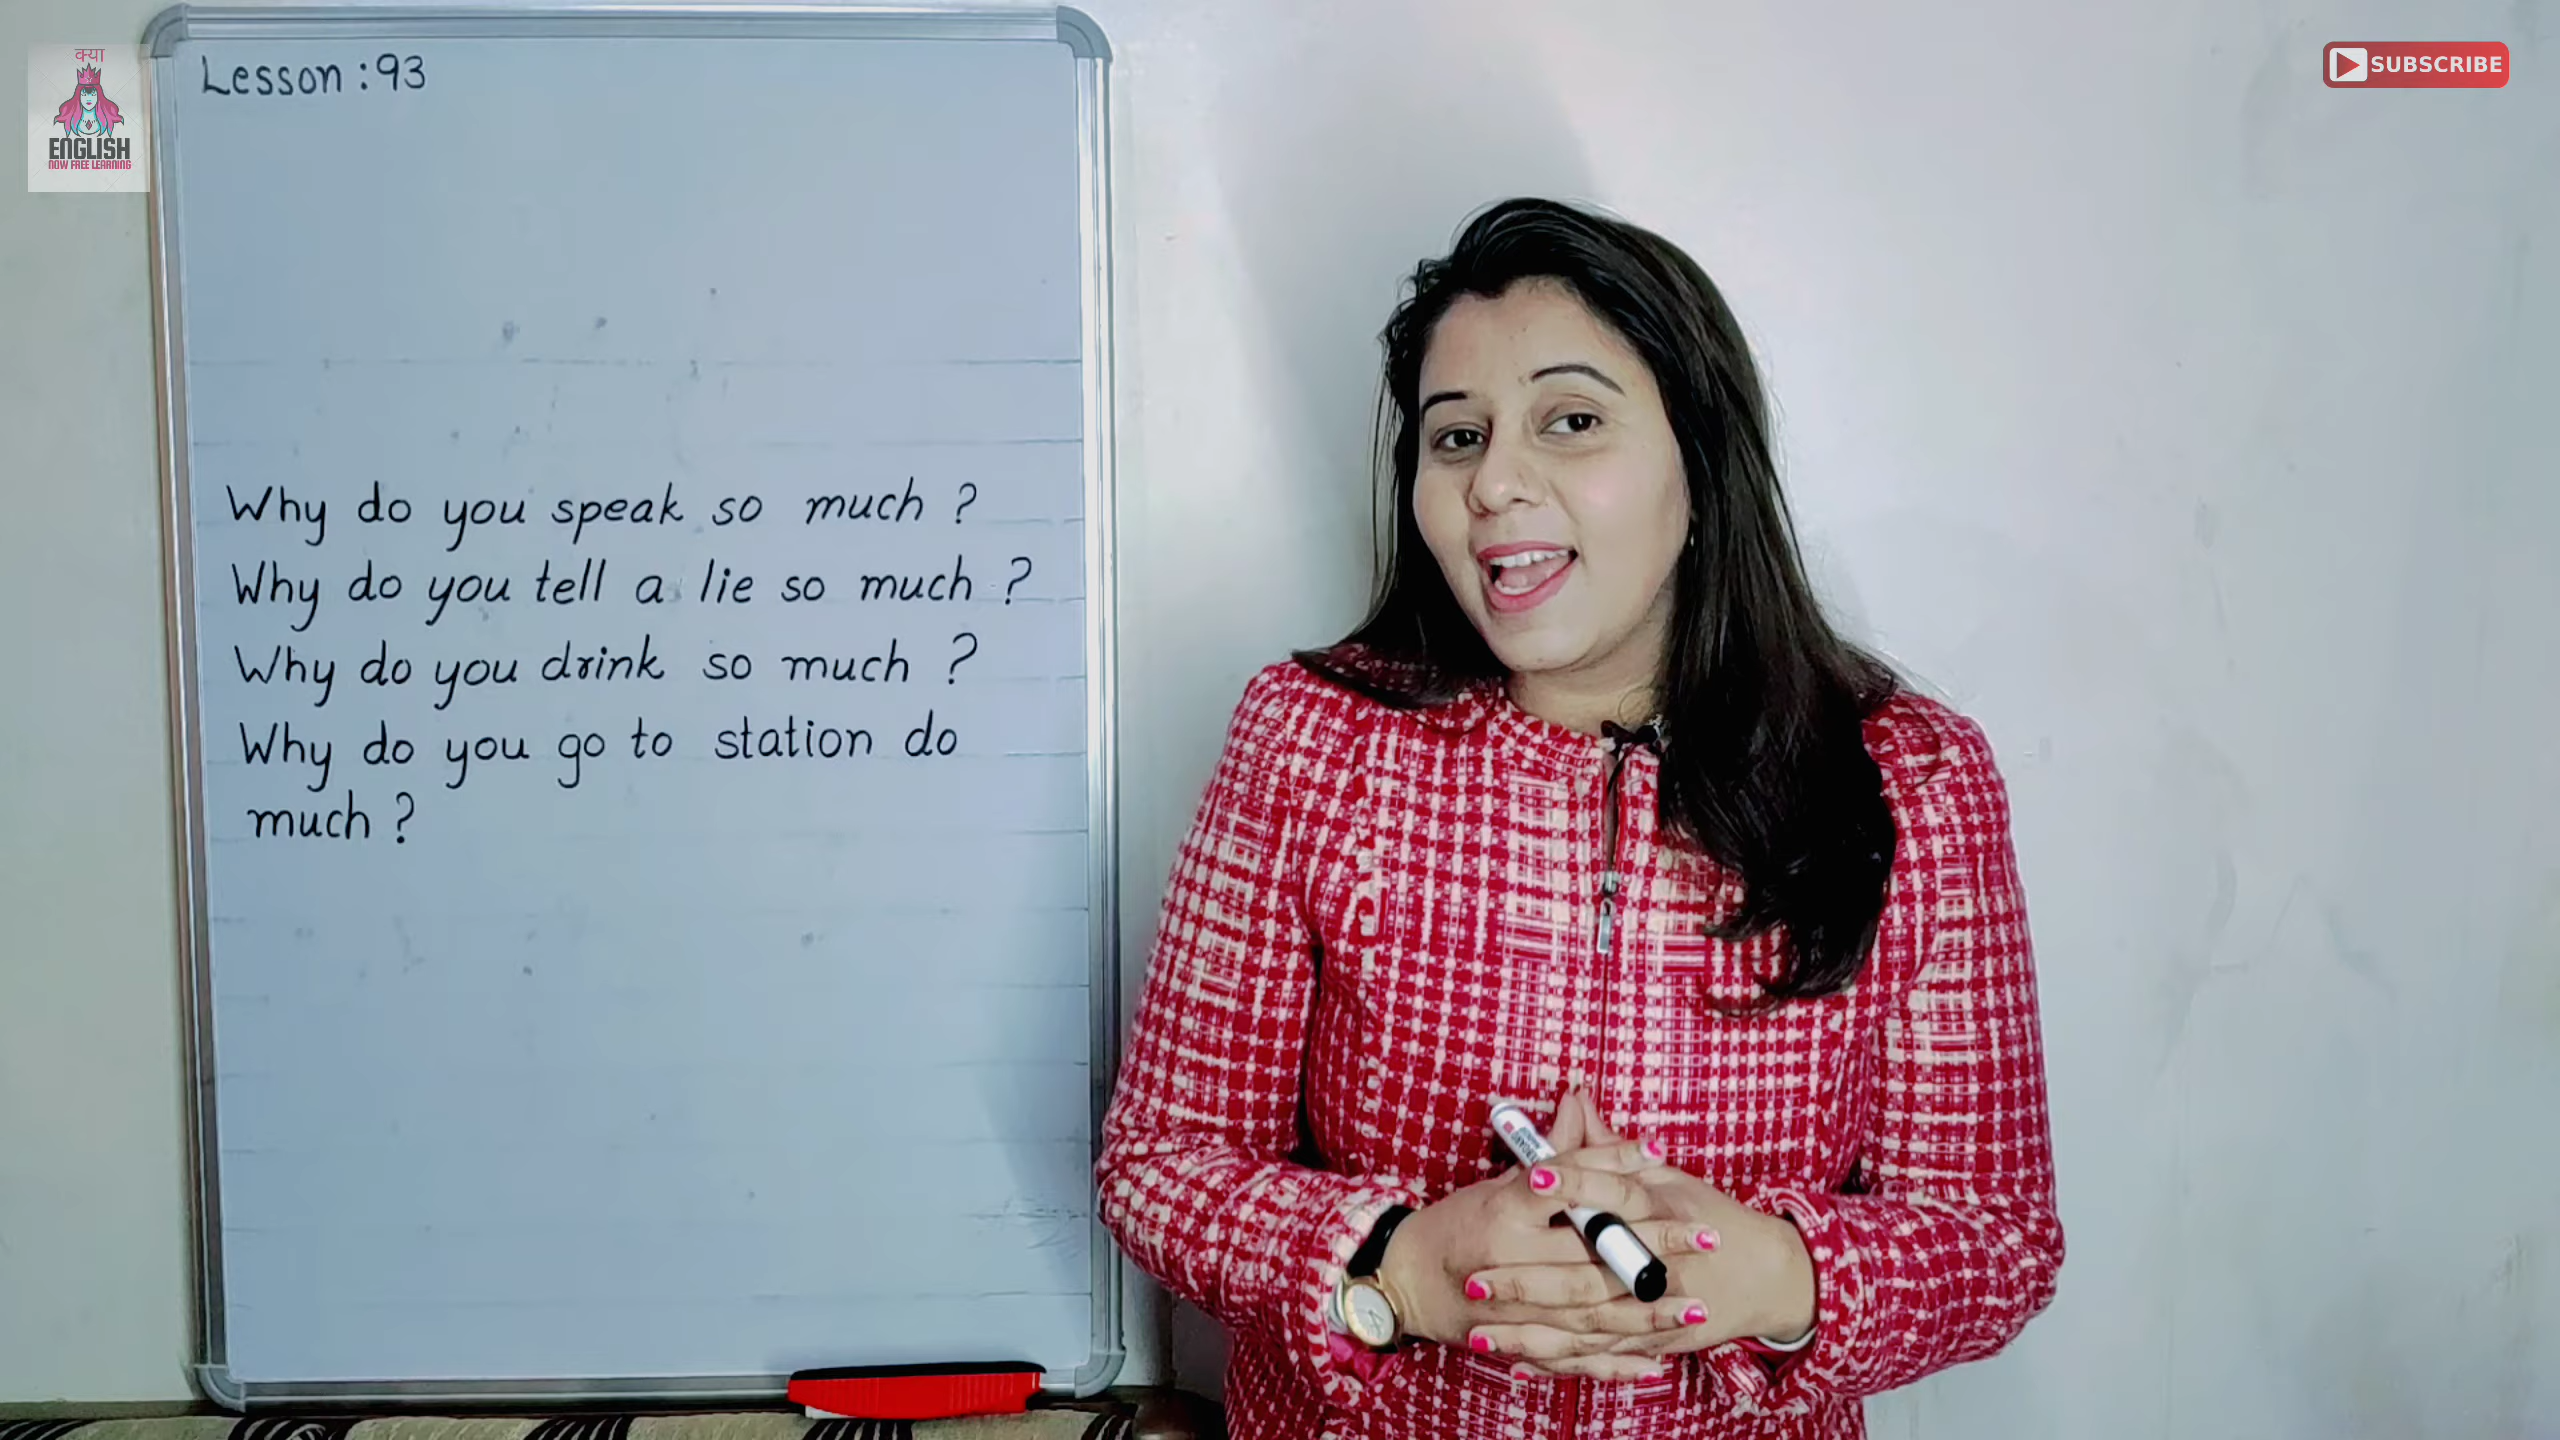 क्या
ENGLISH
NOW FREE LEARNING
Lesson : 93
SUBSCRIBE
Why do you speak so much ?
Why do you tell a lie so much ?
Why do you drink so much ?
Why do you go to station do
much ?